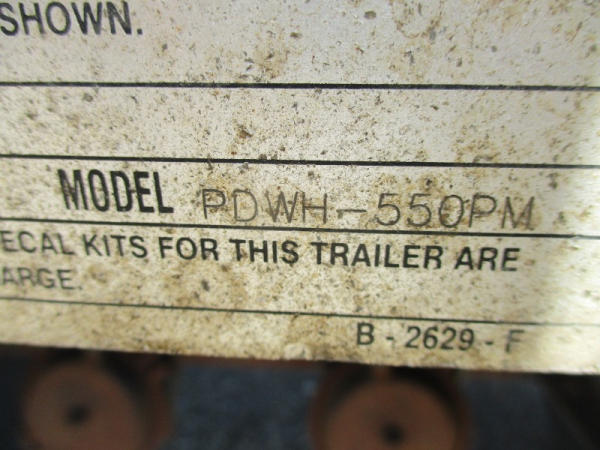 SHOWN.
MODEL PDWH-550PM
ECAL KITS FOR THIS TRAILER ARE
ARGE.
B - 2629 - F